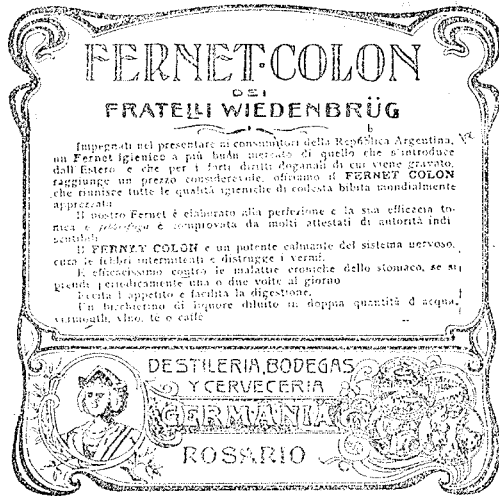 FERNET·COLON
DEI
FRATELLI WIEDENBRÜG
Impegnati nel presentare ai consumitori della República Argentina,
un Fernet igienico a più buon mercato di quello che s'introduce
dall'Estero e che per i forti diritti doganali di cui viene gravato,
raggiunge un prezzo considerevole, offriamo il FERNET COLON
che riunisce tutte le qualità igieniche di codesta bibita mondialmente
apprezzata
Il nostro Fernet è elaborato alla perfezione e la sua efficacia to-
nica e febbrifuga è comprovata da molti attestati di autorità indi
scutibili
Il FERNET COLON è un potente calmante del sistema nervoso,
cura le febbri intermitenti e distrugge i vermi.
È efficacissimo contro le malattie croniche dello stomaco, se si
prende periodicamente una o due volte al giorno
Eccita l'appetito e facilita la digestione.
Un bicchierino di liquore diluito in doppia quantità d'acqua,
vermouth, vino, té o caffé
DESTILERIA, BODEGAS
Y CERVECERIA
GERMANIA
ROSARIO